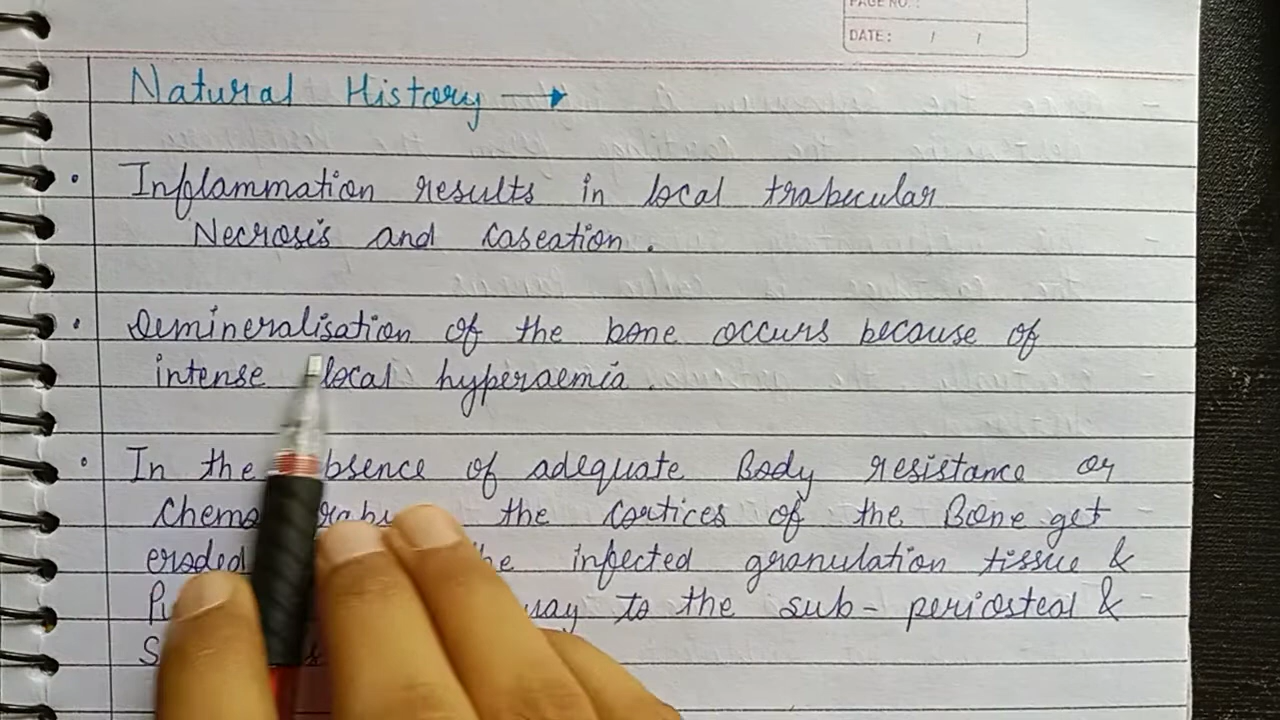 PAGE NO. :
DATE : / /
Natural History →
• Inflammation results in local trabecular
Necrosis and caseation.
• Demineralisation of the bone occurs because of
intense local hyperaemia.
• In the bsence of adequate Body resistance or
Chemo the cortices of the Bone get
eroded infected granulation tissue &
to the sub-periosteal &